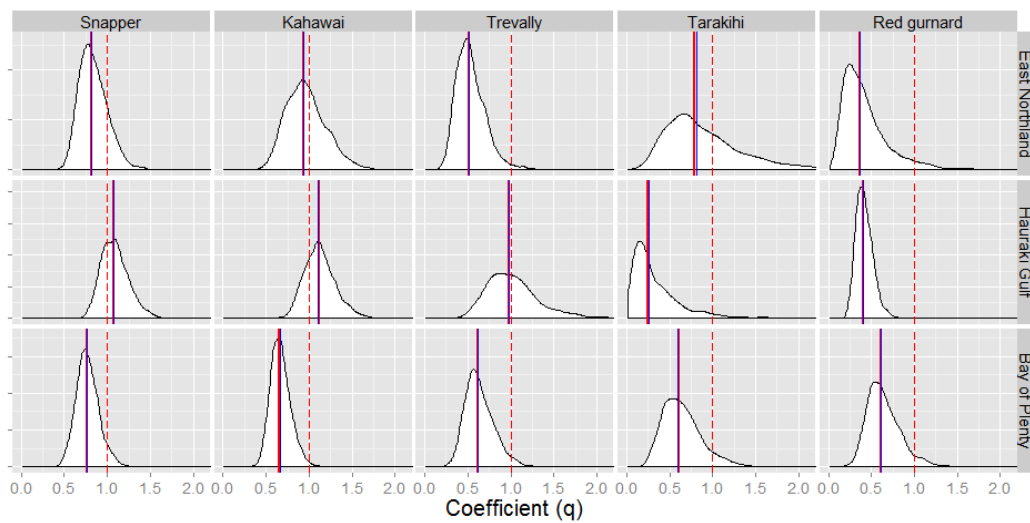 Snapper Kahawai Trevally Tarakihi Red gurnard
East Northland
Hauraki Gulf
Bay of Plenty
0.0 0.5 1.0 1.5 2.0 0.0 0.5 1.0 1.5 2.0 0.0 0.5 1.0 1.5 2.0 0.0 0.5 1.0 1.5 2.0 0.0 0.5 1.0 1.5 2.0
Coefficient (q)